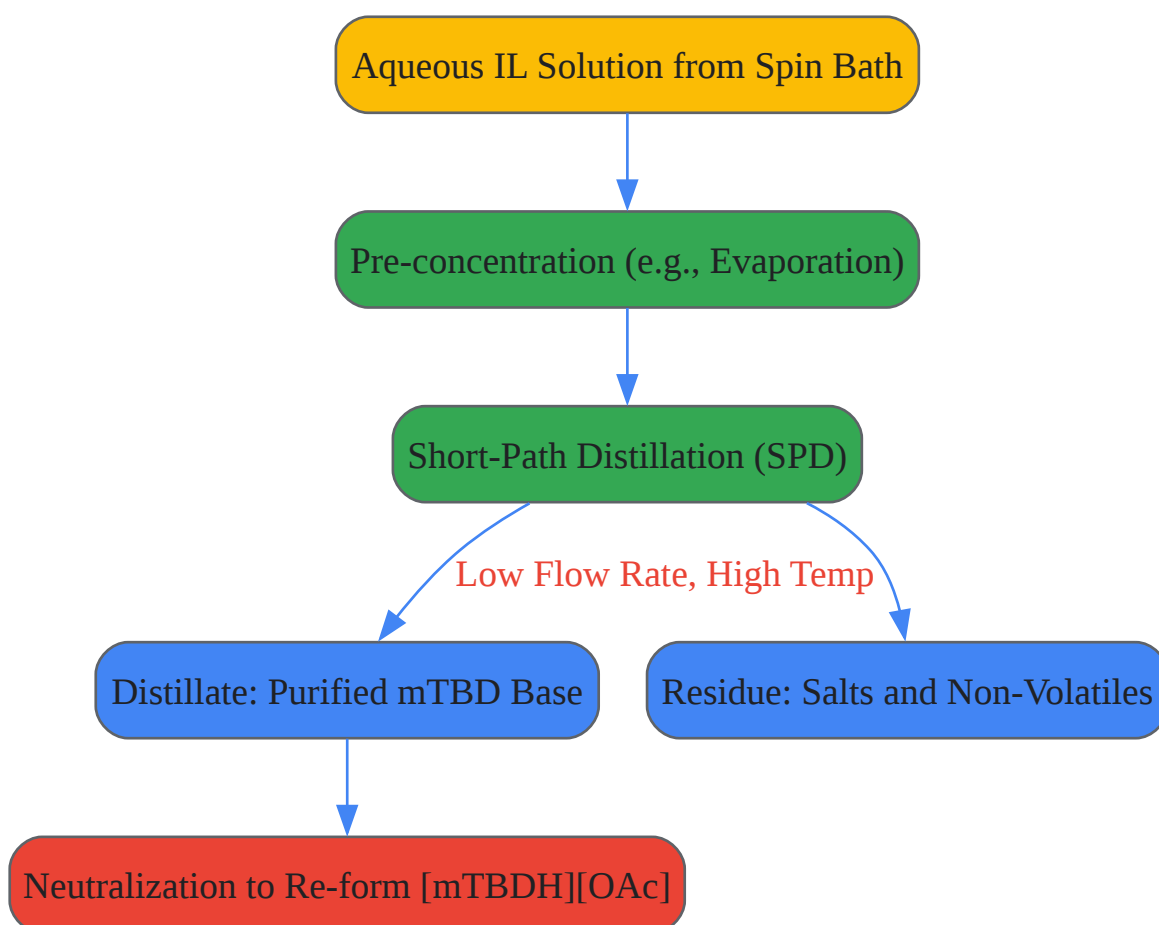 Aqueous IL Solution from Spin Bath
Pre-concentration (e.g., Evaporation)
Short-Path Distillation (SPD)
Low Flow Rate, High Temp
Distillate: Purified mTBD Base
Residue: Salts and Non-Volatiles
Neutralization to Re-form [mTBDH][OAc]